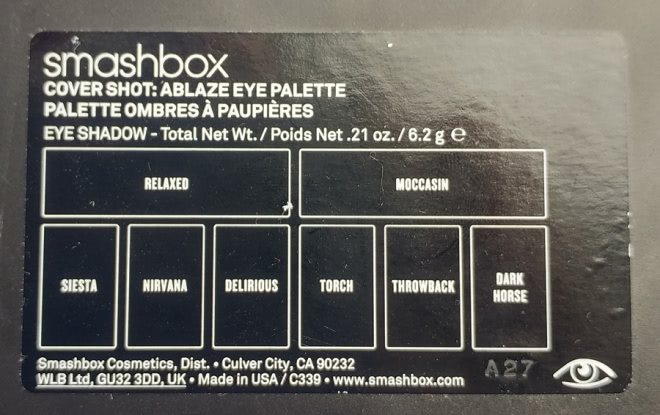 smashbox
COVER SHOT: ABLAZE EYE PALETTE
PALETTE OMBRES À PAUPIÈRES
EYE SHADOW - Total Net Wt. / Poids Net .21 oz. / 6.2 g ℮
RELAXED
MOCCASIN
SIESTA
NIRVANA
DELIRIOUS
TORCH
THROWBACK
DARK
HORSE
Smashbox Cosmetics, Dist. • Culver City, CA 90232
WLB Ltd, GU32 3DD, UK • Made in USA / C339 • www.smashbox.com
A27